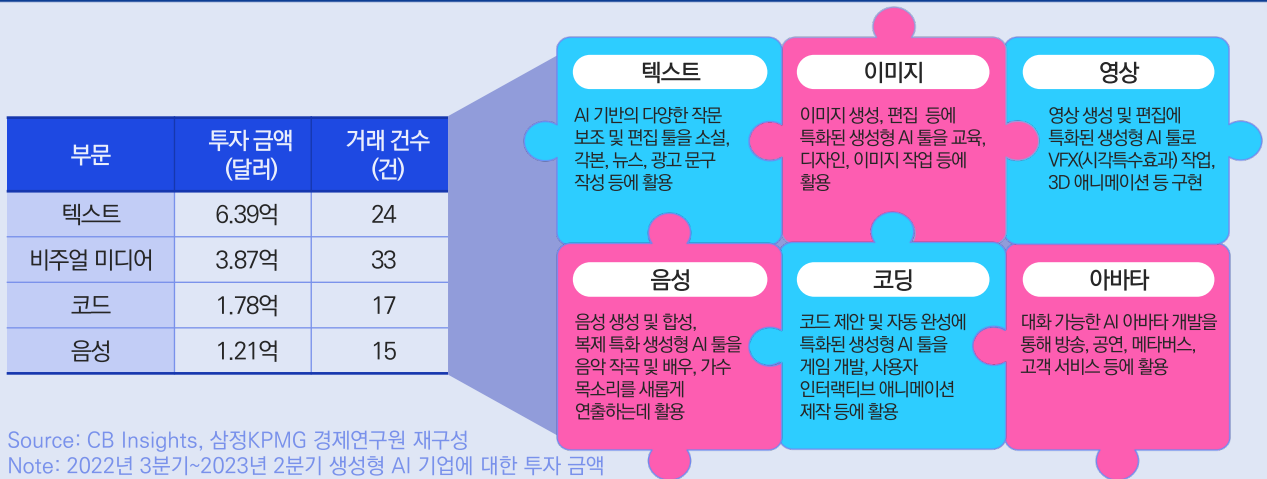 부문 투자 금액 (달러) 거래 건수 (건)
텍스트 6.39억 24
비주얼 미디어 3.87억 33
코드 1.78억 17
음성 1.21억 15
텍스트
AI 기반의 다양한 작문
보조 및 편집 툴을 소설,
각본, 뉴스, 광고 문구
작성 등에 활용
이미지
이미지 생성, 편집 등에
특화된 생성형 AI 툴을 교육,
디자인, 이미지 작업 등에
활용
영상
영상 생성 및 편집에
특화된 생성형 AI 툴로
VFX(시각특수효과) 작업,
3D 애니메이션 등 구현
음성
음성 생성 및 합성,
복제 특화 생성형 AI 툴을
음악 작곡 및 배우, 가수
목소리를 새롭게
연출하는데 활용
코딩
코드 제안 및 자동 완성에
특화된 생성형 AI 툴을
게임 개발, 사용자
인터랙티브 애니메이션
제작 등에 활용
아바타
대화 가능한 AI 아바타 개발을
통해 방송, 공연, 메타버스,
고객 서비스 등에 활용
Source: CB Insights, 삼정KPMG 경제연구원 재구성
Note: 2022년 3분기~2023년 2분기 생성형 AI 기업에 대한 투자 금액